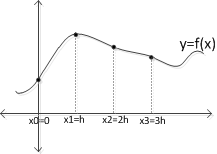 y=f(x)
x0=0
x1=h
x2=2h
x3=3h